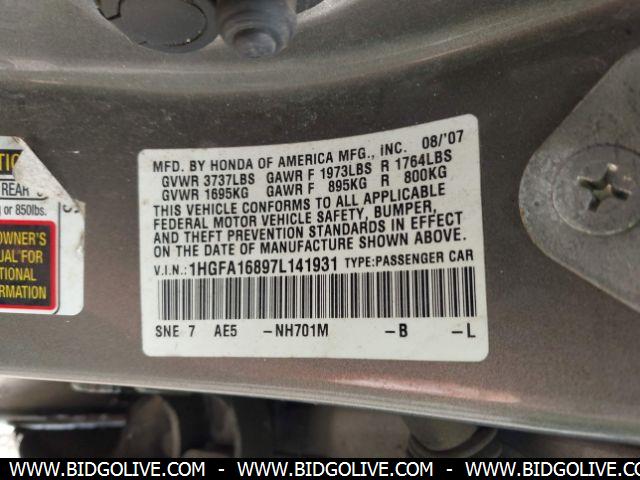 MFD. BY HONDA OF AMERICA MFG., INC. 08/'07
GVWR 3737LBS GAWR F 1973LBS R 1764LBS
GVWR 1695KG GAWR F 895KG R 800KG
THIS VEHICLE CONFORMS TO ALL APPLICABLE
FEDERAL MOTOR VEHICLE SAFETY, BUMPER,
AND THEFT PREVENTION STANDARDS IN EFFECT
ON THE DATE OF MANUFACTURE SHOWN ABOVE.
V.I.N.:1HGFA16897L141931 TYPE:PASSENGER CAR
SNE 7 AE5 -NH701M -B -L
REAR
or 850lbs.
OWNER'S
FOR
WWW.BIDGOLIVE.COM - WWW.BIDGOLIVE.COM - WWW.BIDGOLIVE.COM